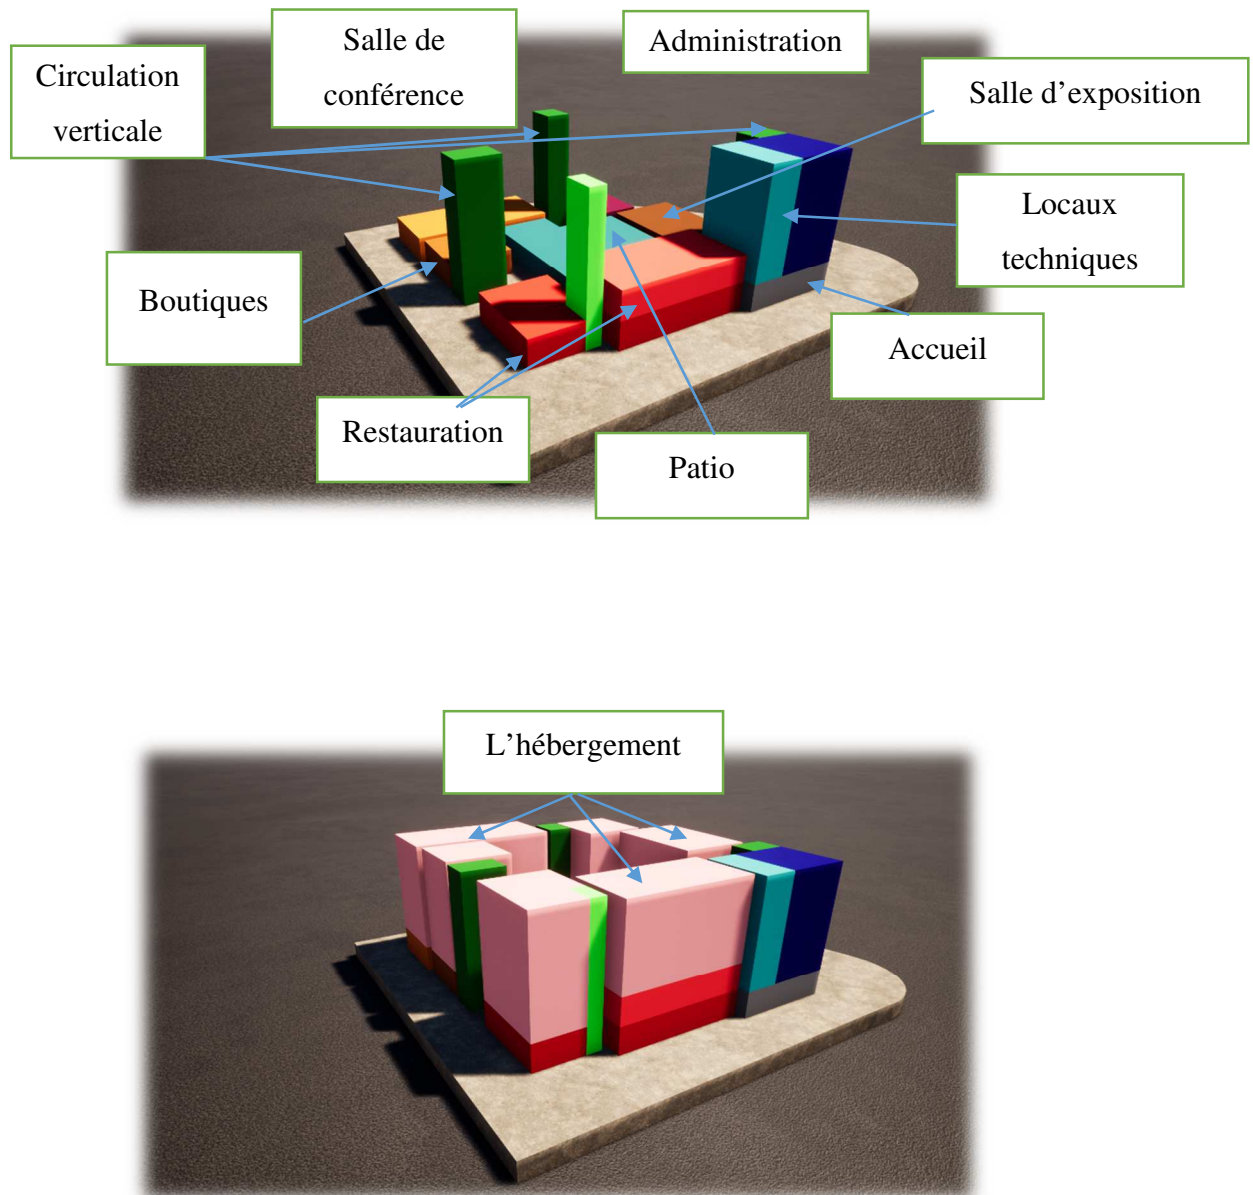 Salle de
conférence
Administration
Circulation
verticale
Salle d’exposition
Locaux
techniques
Boutiques
Accueil
Restauration
Patio
L’hébergement